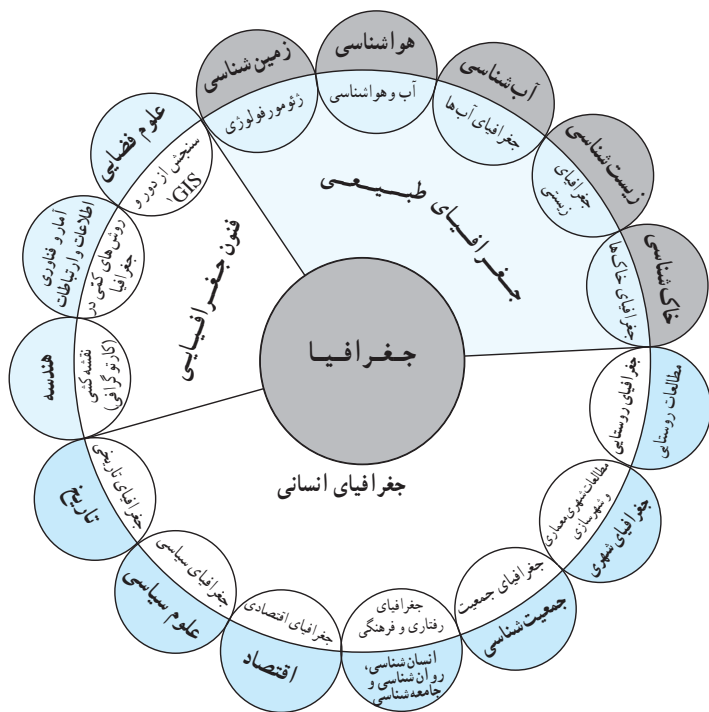 جغرافیا
جغرافیای طبیعی
زمین‌شناسی
ژئومورفولوژی
هواشناسی
آب و هواشناسی
آب‌شناسی
جغرافیای آب‌ها
زیست‌شناسی
جغرافیای
زیستی
خاک‌شناسی
جغرافیای خاک‌ها
جغرافیای انسانی
مطالعات روستایی
جغرافیای روستایی
جغرافیای شهری
مطالعات شهری معماری
و شهرسازی
جمعیت‌شناسی
جغرافیای جمعیت
جغرافیای
رفتاری و فرهنگی
انسان‌شناسی،
روان‌شناسی و
جامعه‌شناسی
جغرافیای اقتصادی
اقتصاد
جغرافیای سیاسی
علوم سیاسی
جغرافیای تاریخی
تاریخ
فنون جغرافیایی
هندسه
نقشه‌کشی
(کارتوگرافی)
آمار و فناوری
اطلاعات و ارتباطات
روش‌های کمّی در
جغرافیا
علوم فضایی
سنجش از دور و
GIS۱